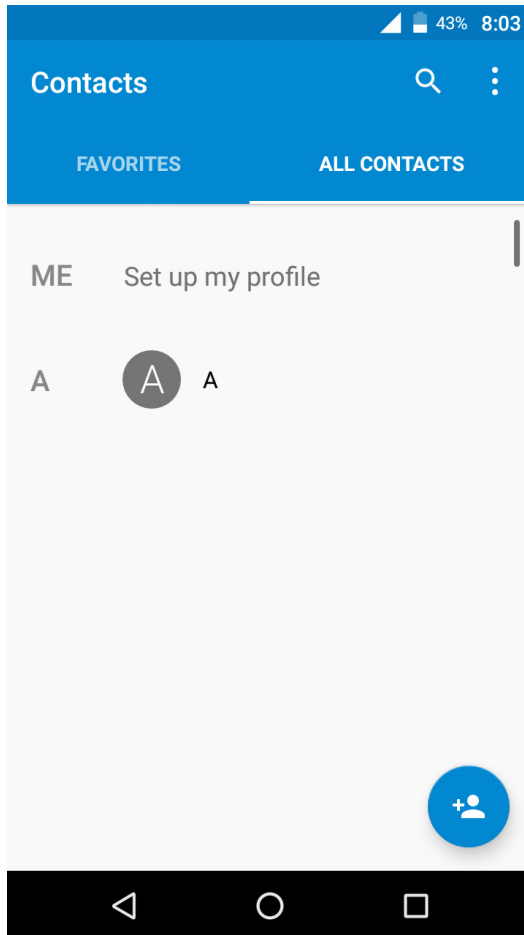 43% 8:03
Contacts
FAVORITES ALL CONTACTS
ME Set up my profile
A A A